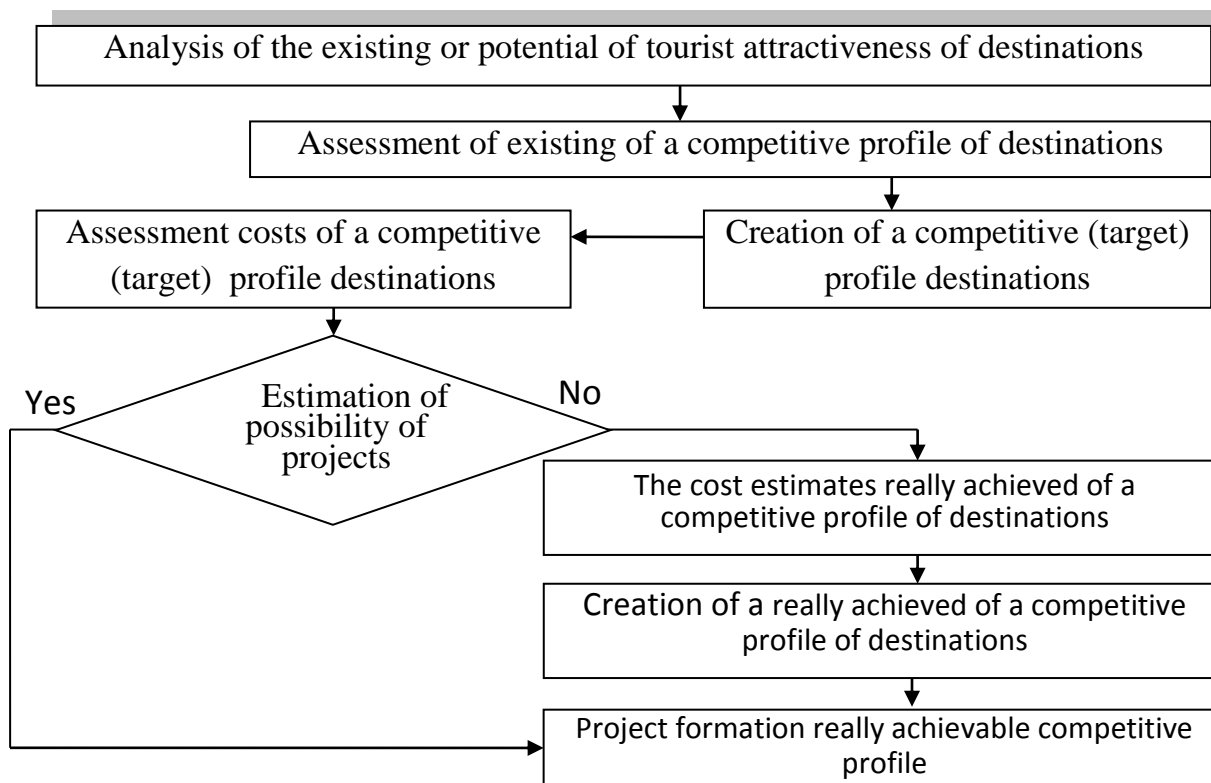 Analysis of the existing or potential of tourist attractiveness of destinations
Assessment of existing of a competitive profile of destinations
Assessment costs of a competitive
(target) profile destinations
Creation of a competitive (target)
profile destinations
Yes
Estimation of
possibility of
projects
No
The cost estimates really achieved of a
competitive profile of destinations
Creation of a really achieved of a competitive
profile of destinations
Project formation really achievable competitive
profile